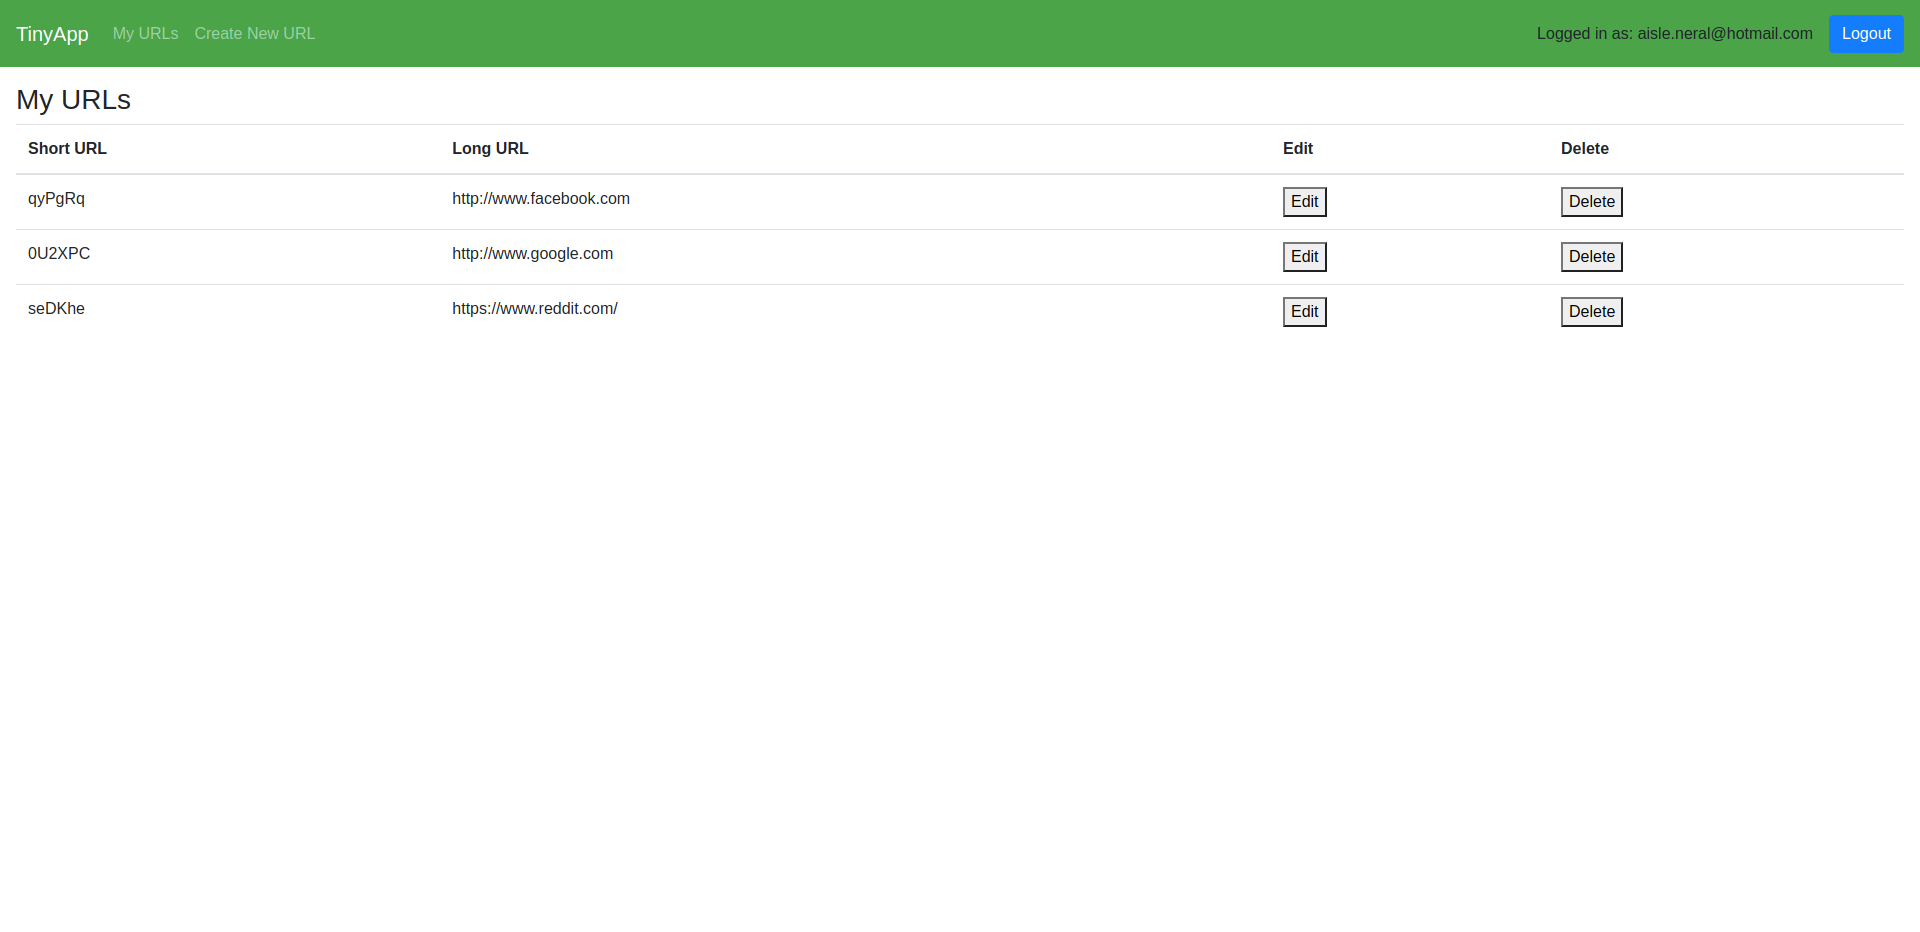 TinyApp My URLs Create New URL Logged in as: aisle.neral@hotmail.com Logout
My URLs
Short URL Long URL Edit Delete
qyPgRq http://www.facebook.com Edit Delete
0U2XPC http://www.google.com Edit Delete
seDKhe https://www.reddit.com/ Edit Delete